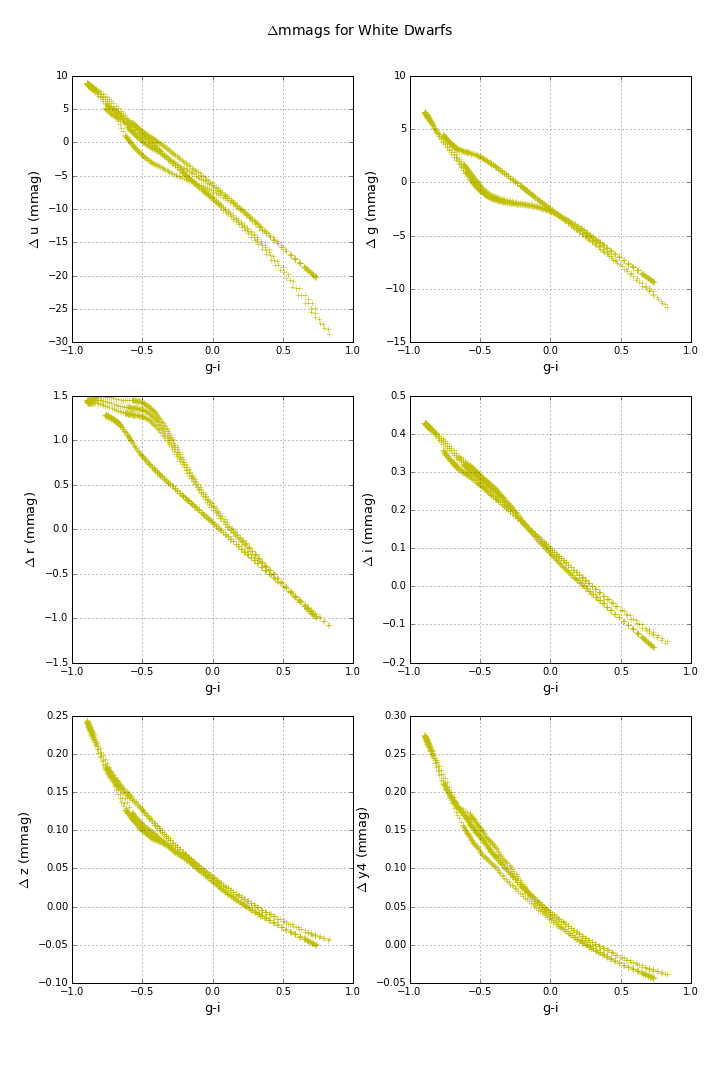 Δmmags for White Dwarfs
10
5
0
−5
−10
−15
−20
−25
−30
−1.0 −0.5 0.0 0.5 1.0
g-i
Δ u (mmag)
10
5
0
−5
−10
−15
−1.0 −0.5 0.0 0.5 1.0
g-i
Δ g (mmag)
1.5
1.0
0.5
0.0
−0.5
−1.0
−1.5
−1.0 −0.5 0.0 0.5 1.0
g-i
Δ r (mmag)
0.5
0.4
0.3
0.2
0.1
0.0
−0.1
−0.2
−1.0 −0.5 0.0 0.5 1.0
g-i
Δ i (mmag)
0.25
0.20
0.15
0.10
0.05
0.00
−0.05
−0.10
−1.0 −0.5 0.0 0.5 1.0
g-i
Δ z (mmag)
0.30
0.25
0.20
0.15
0.10
0.05
0.00
−0.05
−1.0 −0.5 0.0 0.5 1.0
g-i
Δ y4 (mmag)